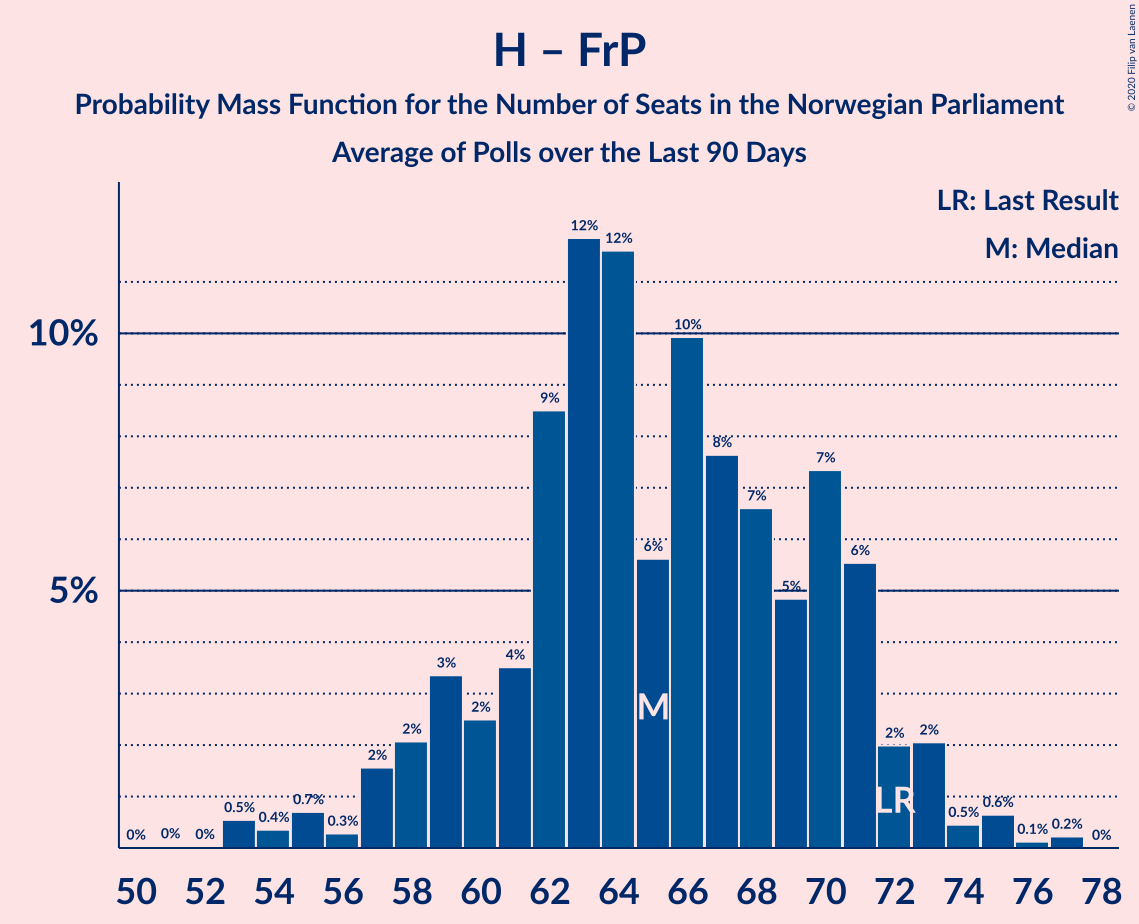 H – FrP
Probability Mass Function for the Number of Seats in the Norwegian Parliament
Average of Polls over the Last 90 Days
© 2020 Filip van Laenen
LR: Last Result
M: Median
10%
5%
0% 0% 0% 0.5% 0.4% 0.7% 0.3% 2% 2% 3% 2% 4% 9% 12% 12% 6% 10% 8% 7% 5% 7% 6% 2% 2% 0.5% 0.6% 0.1% 0.2% 0%
M
LR
50 52 54 56 58 60 62 64 66 68 70 72 74 76 78